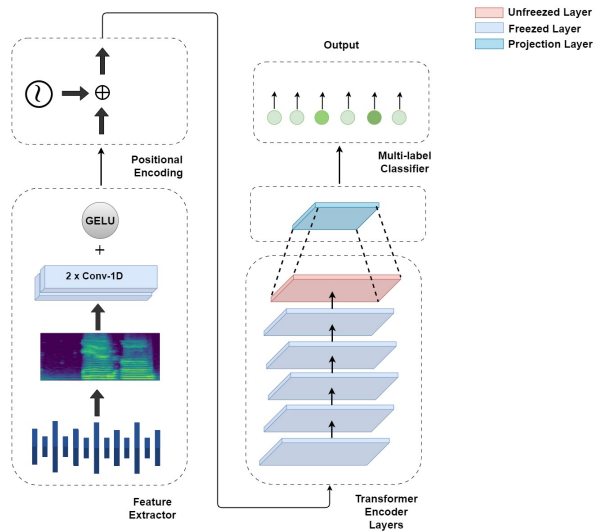 Unfreezed Layer
Freezed Layer
Projection Layer
Output
Positional
Encoding
Multi-label
Classifier
GELU
+
2 x Conv-1D
Feature
Extractor
Transformer
Encoder
Layers